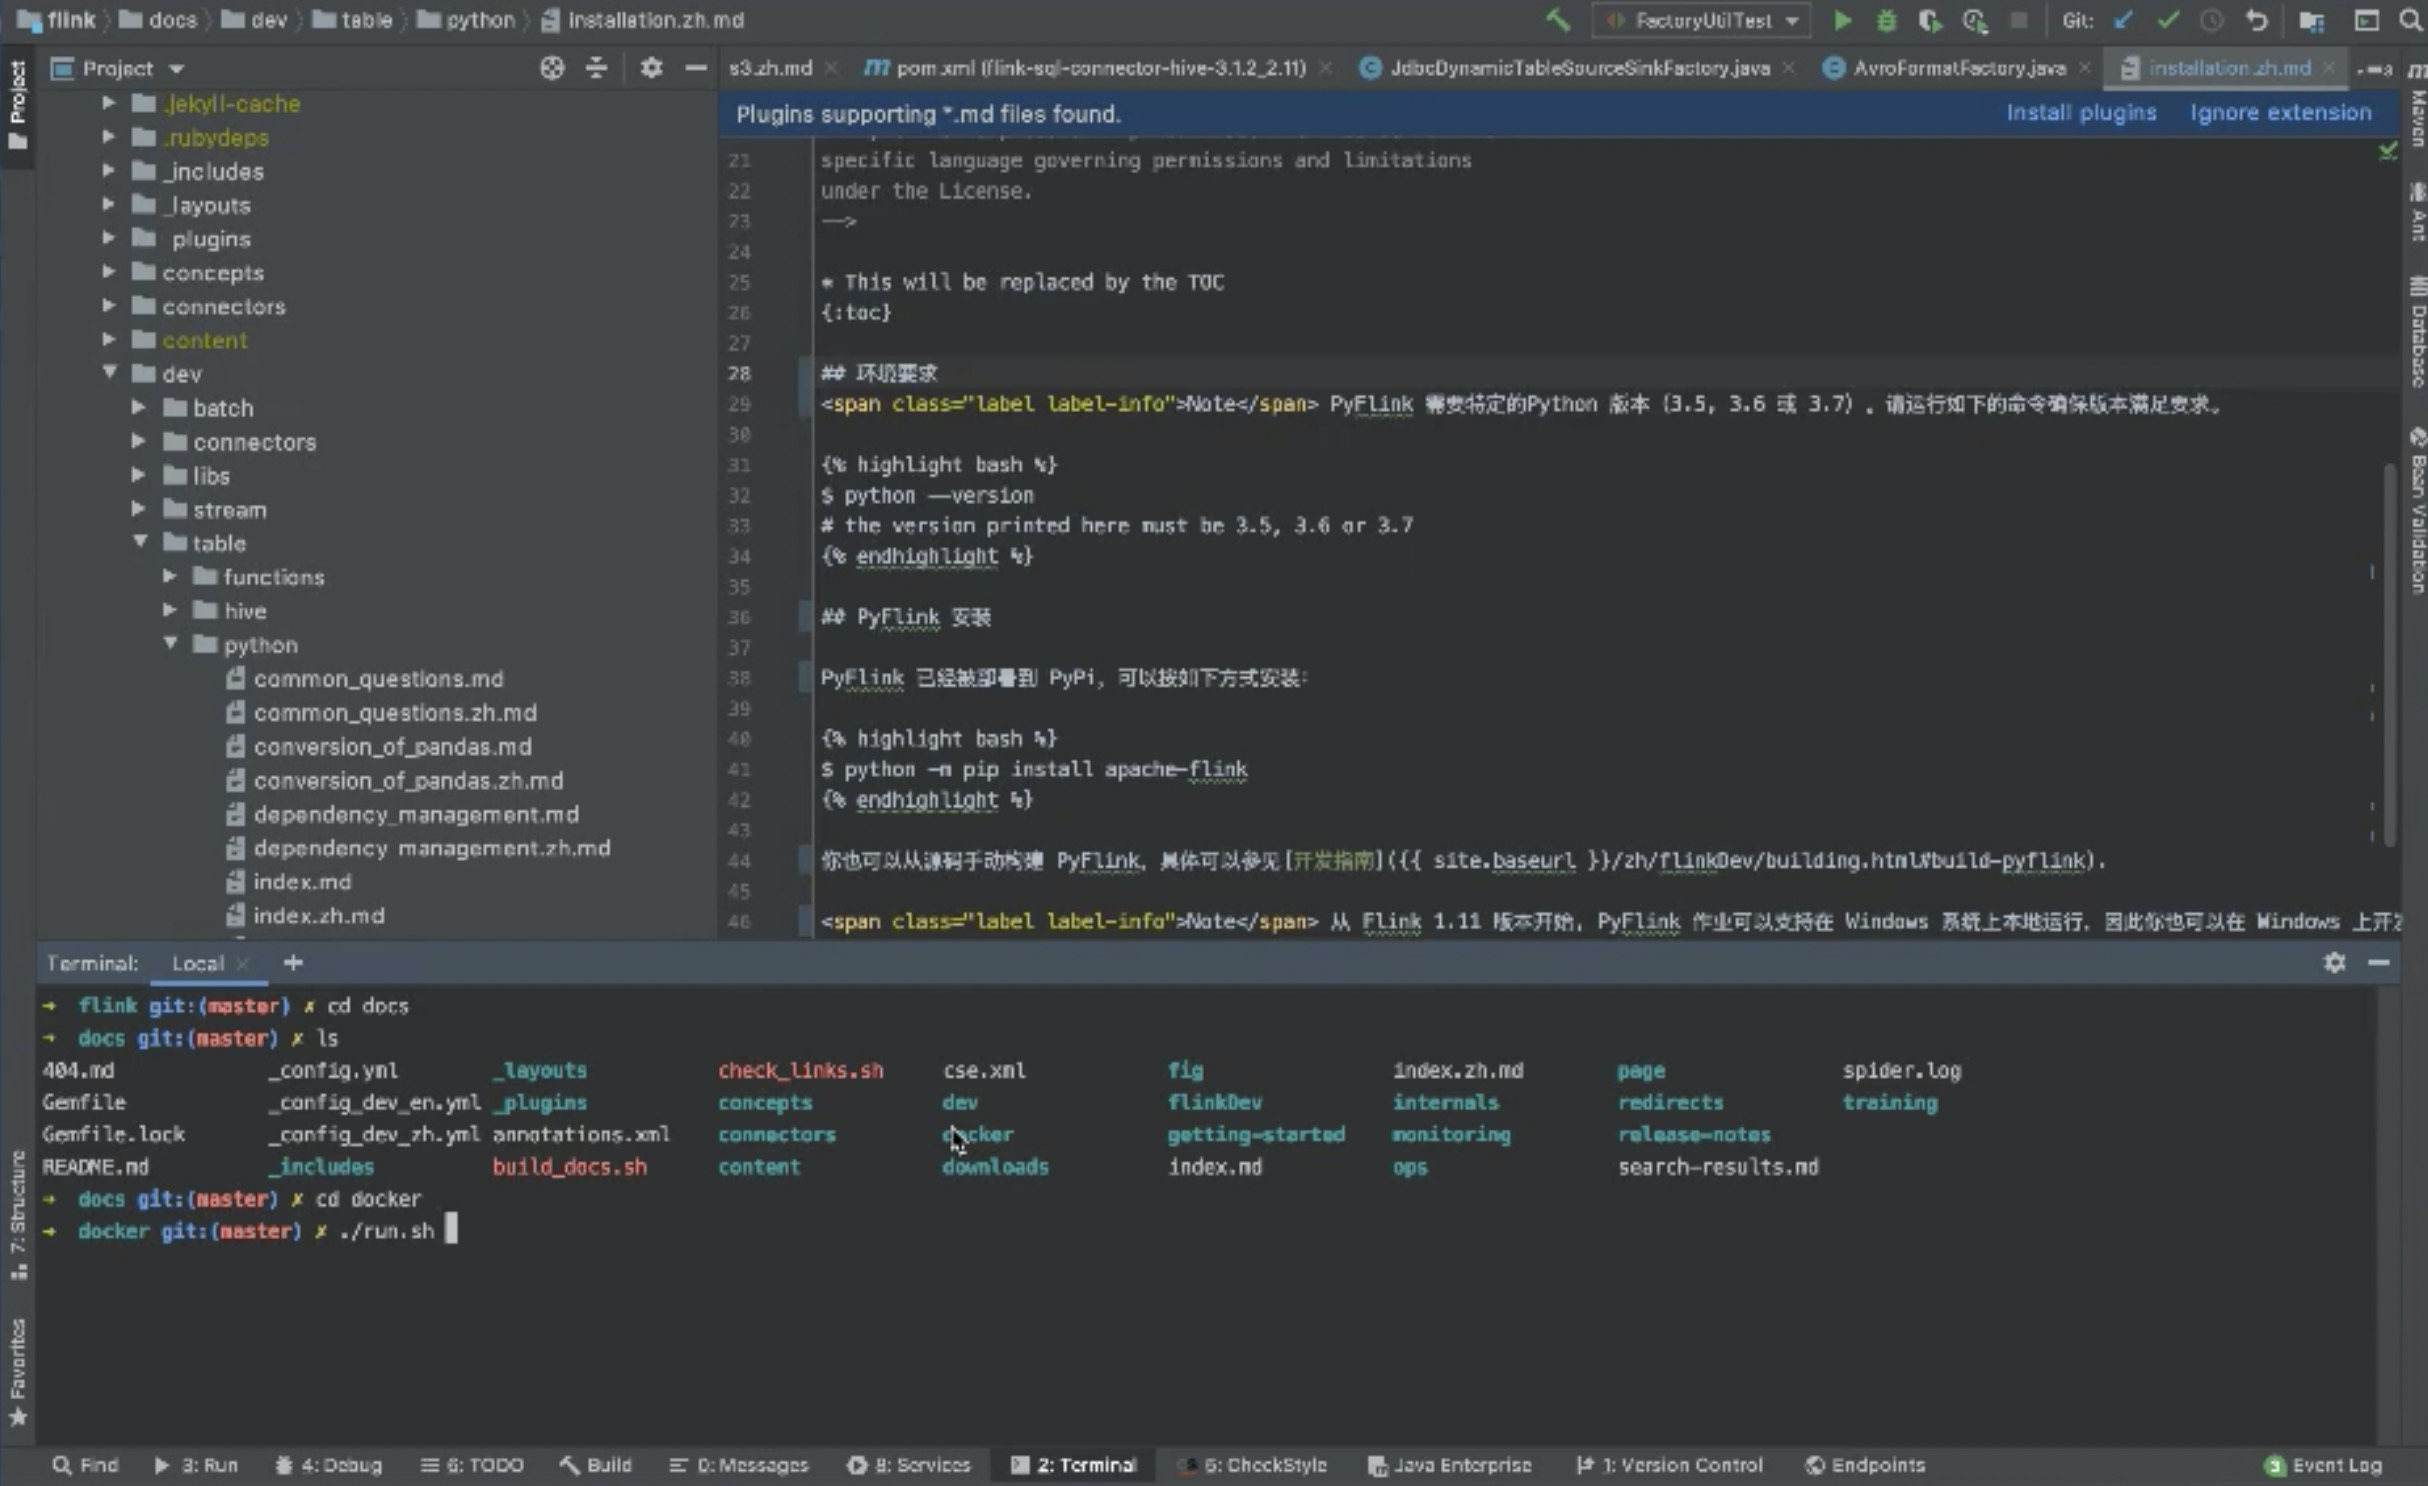 flink docs dev table python installation.zh.md FactoryUtilTest Git:
Project
s3.zh.md pom.xml (flink-sql-connector-hive-3.1.2_2.11) JdbcDynamicTableSourceSinkFactory.java AvroFormatFactory.java installation.zh.md
Plugins supporting *.md files found. Install plugins Ignore extension
.jekyll-cache
.rubydeps
_includes
_layouts
_plugins
concepts
connectors
content
dev
batch
connectors
libs
stream
table
functions
hive
python
common_questions.md
common_questions.zh.md
conversion_of_pandas.md
conversion_of_pandas.zh.md
dependency_management.md
dependency_management.zh.md
index.md
index.zh.md
21 specific language governing permissions and limitations
22 under the License.
23 -->
24
25 * This will be replaced by the TOC
26 {:toc}
27
28 ## 环境要求
29 <span class="label label-info">Note</span> PyFlink 需要特定的Python 版本 (3.5, 3.6 或 3.7) 。请运行如下的命令确保版本满足要求。
30
31 {% highlight bash %}
32 $ python --version
33 # the version printed here must be 3.5, 3.6 or 3.7
34 {% endhighlight %}
35
36 ## PyFlink 安装
37
38 PyFlink 已经被部署到 PyPi，可以按如下方式安装：
39
40 {% highlight bash %}
41 $ python -m pip install apache-flink
42 {% endhighlight %}
43
44 你也可以从源码手动构建 PyFlink，具体可以参见[开发指南]({{ site.baseurl }}/zh/flinkDev/building.html#build-pyflink).
45
46 <span class="label label-info">Note</span> 从 Flink 1.11 版本开始, PyFlink 作业可以支持在 Windows 系统上本地运行，因此你也可以在 Windows 上开发
Project
7: Structure
Favorites
Maven
Ant
Database
Bean Validation
Terminal: Local +
→ flink git:(master) ✗ cd docs
→ docs git:(master) ✗ ls
404.md _config.yml _layouts check_links.sh cse.xml fig index.zh.md page spider.log
Gemfile _config_dev_en.yml _plugins concepts dev flinkDev internals redirects training
Gemfile.lock _config_dev_zh.yml annotations.xml connectors docker getting-started monitoring release-notes
README.md _includes build_docs.sh content downloads index.md ops search-results.md
→ docs git:(master) ✗ cd docker
→ docker git:(master) ✗ ./run.sh
Find 3: Run 4: Debug 6: TODO Build 0: Messages 8: Services 2: Terminal 5: CheckStyle Java Enterprise 1: Version Control Endpoints 3 Event Log